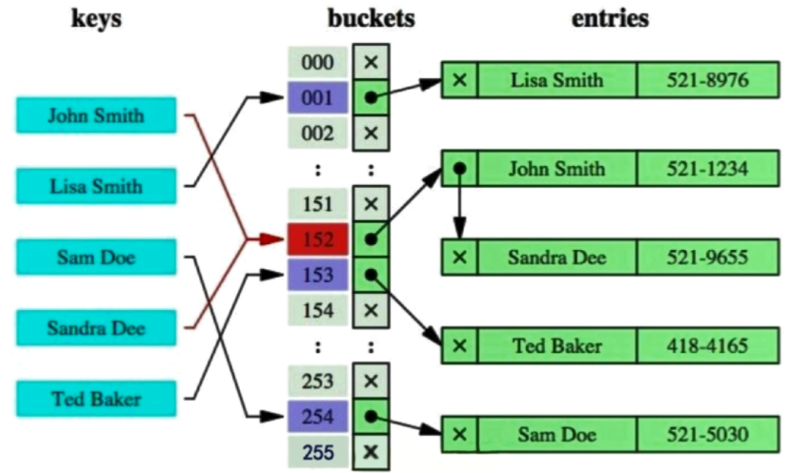 keys
buckets
entries
John Smith
Lisa Smith
Sam Doe
Sandra Dee
Ted Baker
000 ×
001
002 ×
: :
151 ×
152
153
154 ×
: :
253 ×
254
255 ×
× Lisa Smith 521-8976
John Smith 521-1234
× Sandra Dee 521-9655
× Ted Baker 418-4165
× Sam Doe 521-5030